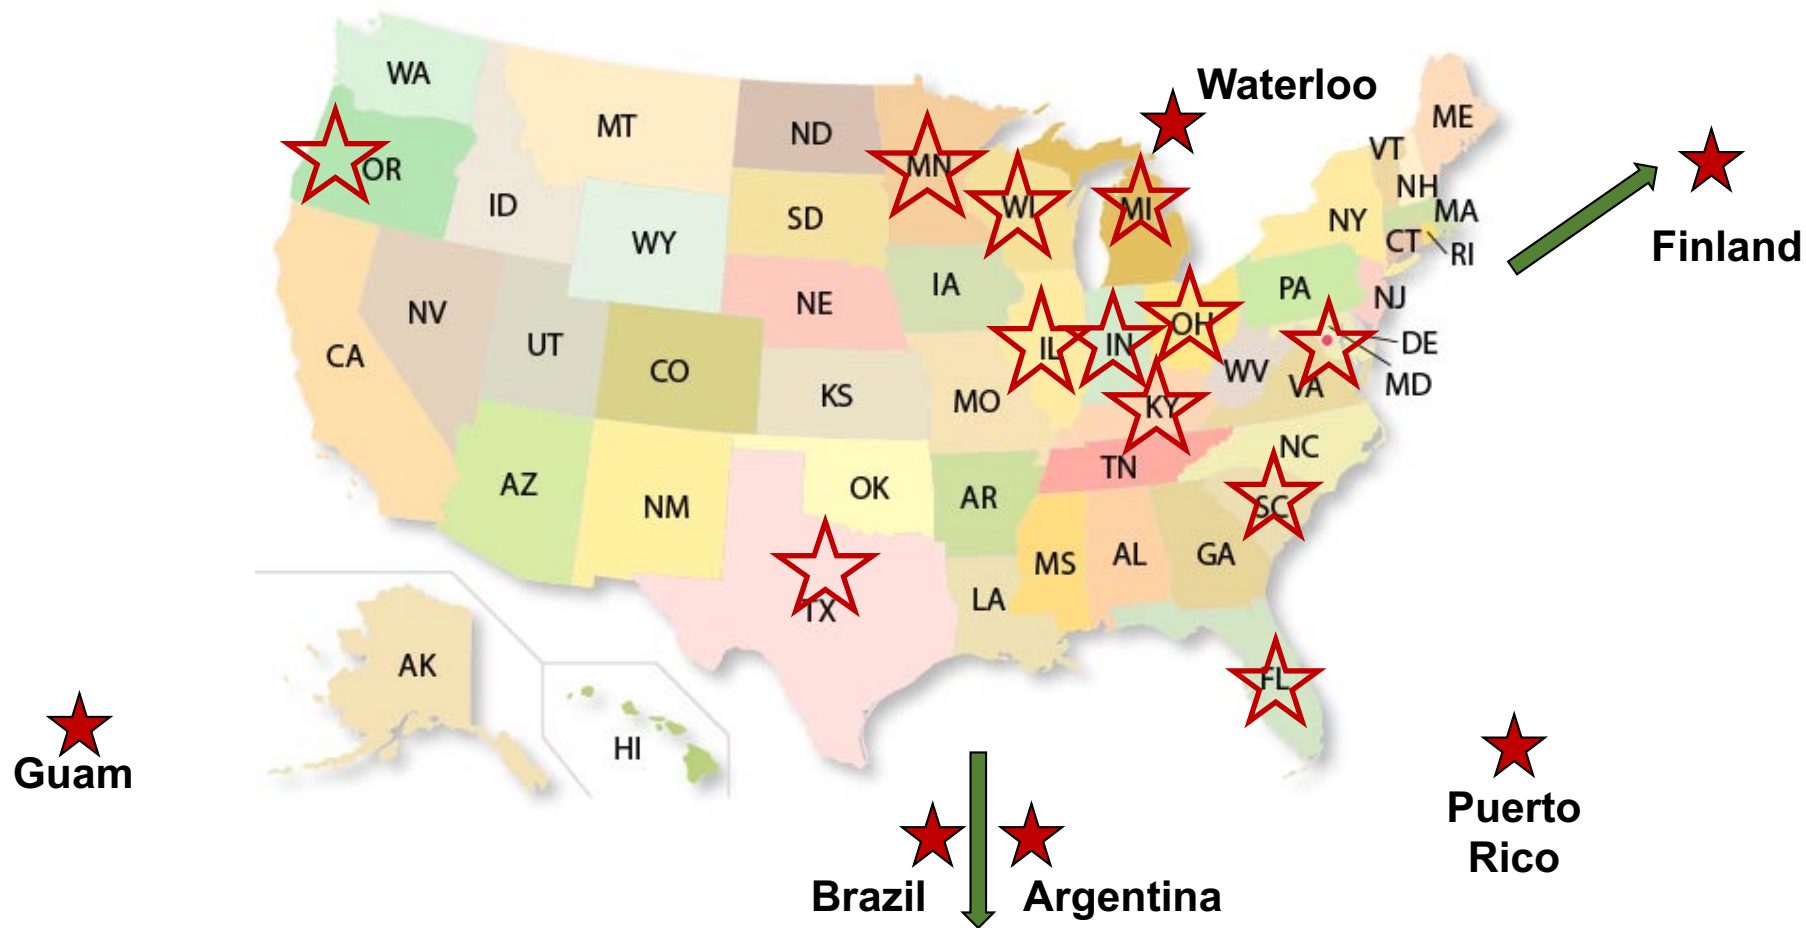 WA
Waterloo
ME
MT
ND
VT
OR
MN
NH
ID
SD
WI
MI
NY
MA
WY
CT
RI
Finland
IA
PA
NJ
NV
NE
OH
UT
IL
IN
DE
CA
CO
WV
VA
MD
KS
MO
KY
NC
TN
AZ
NM
OK
AR
SC
MS
AL
GA
LA
TX
AK
FL
HI
Guam
Puerto
Rico
Brazil
Argentina